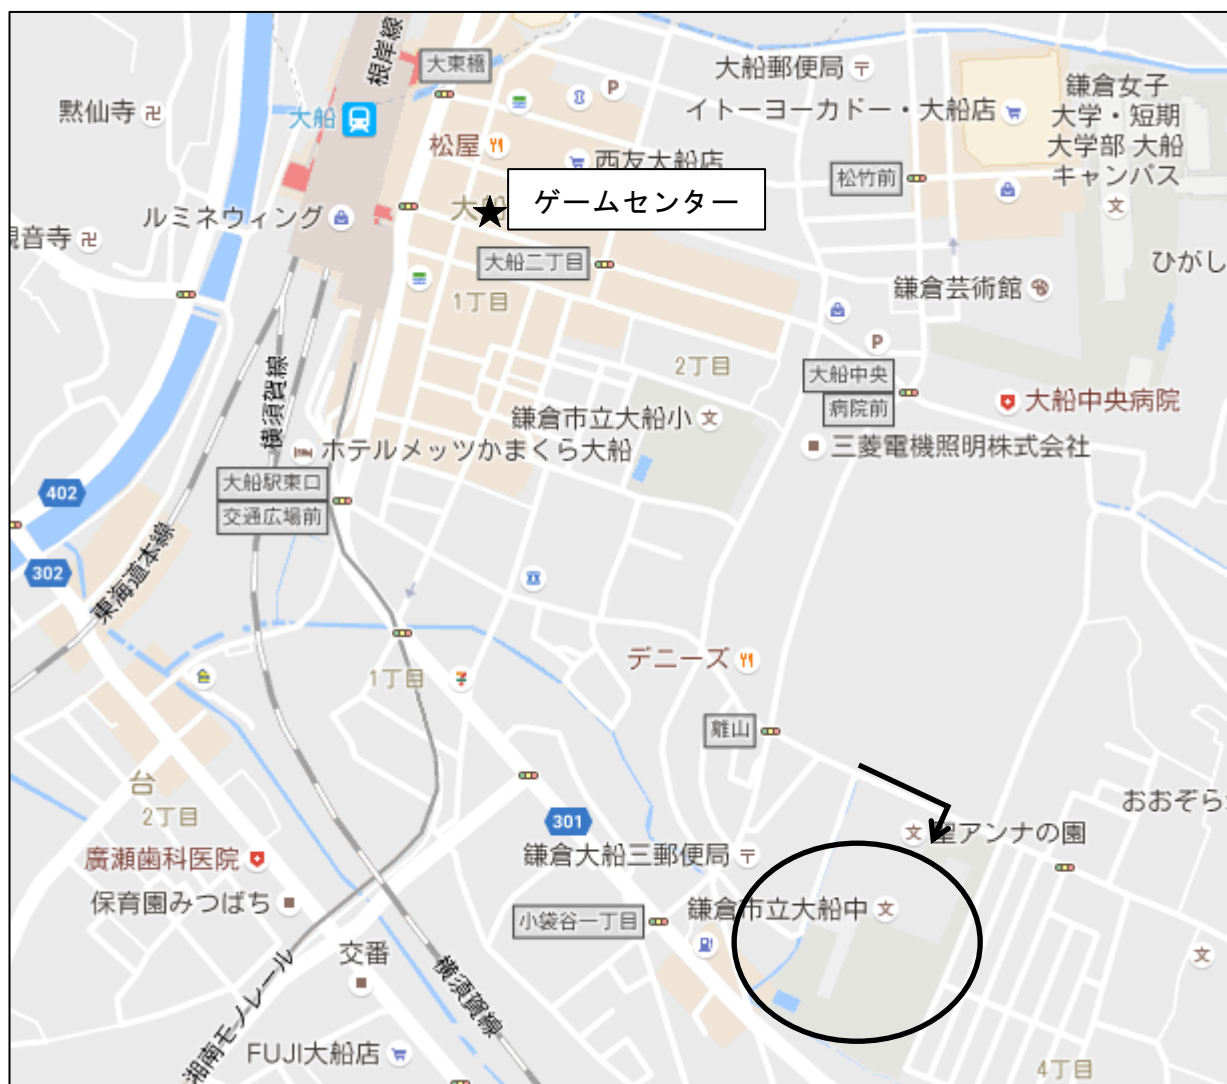 根岸線
大東橋
大船郵便局
鎌倉女子
大学・短期
大学部 大船
キャンパス
黙仙寺
大船
P
イトーヨーカドー・大船店
松屋
西友大船店
松竹前
大船
ゲームセンター
ルミネウィング
観音寺
大船二丁目
ひがし
1丁目
鎌倉芸術館
P
2丁目
大船中央
病院前
横須賀線
大船中央病院
鎌倉市立大船小
三菱電機照明株式会社
ホテルメッツかまくら大船
大船駅東口
交通広場前
402
302
東海道本線
デニーズ
1丁目
離山
台
2丁目
301
おおぞら
聖アンナの園
鎌倉大船三郵便局
廣瀬歯科医院
保育園みつばち
鎌倉市立大船中
小袋谷一丁目
交番
横須賀線
湘南モノレール
FUJI大船店
4丁目